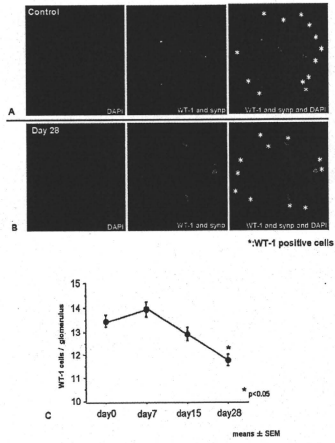 Control
A
DAPI
WT-1 and synp
WT-1 and synp and DAPI
Day 28
B
DAPI
WT-1 and synp
WT-1 and synp and DAPI
*:WT-1 positive cells
WT-1 cells / glomerulus
15
14
13
12
11
10
*
* p<0.05
C
day0
day7
day15
day28
means ± SEM